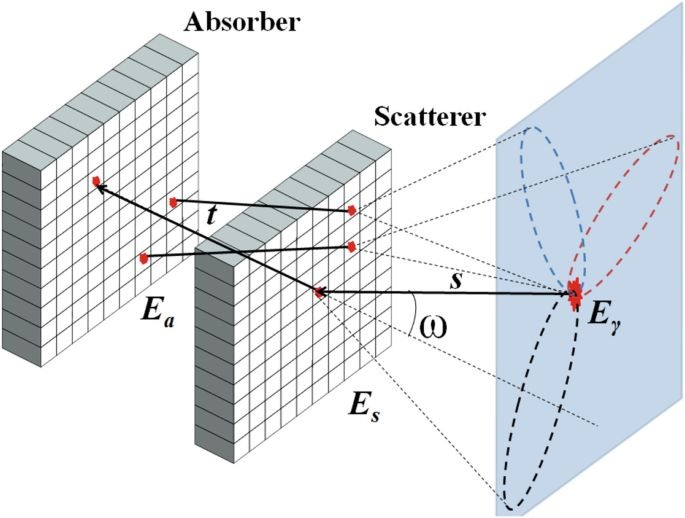 Absorber
Scatterer
t
s
E_a
ω
E_γ
E_s